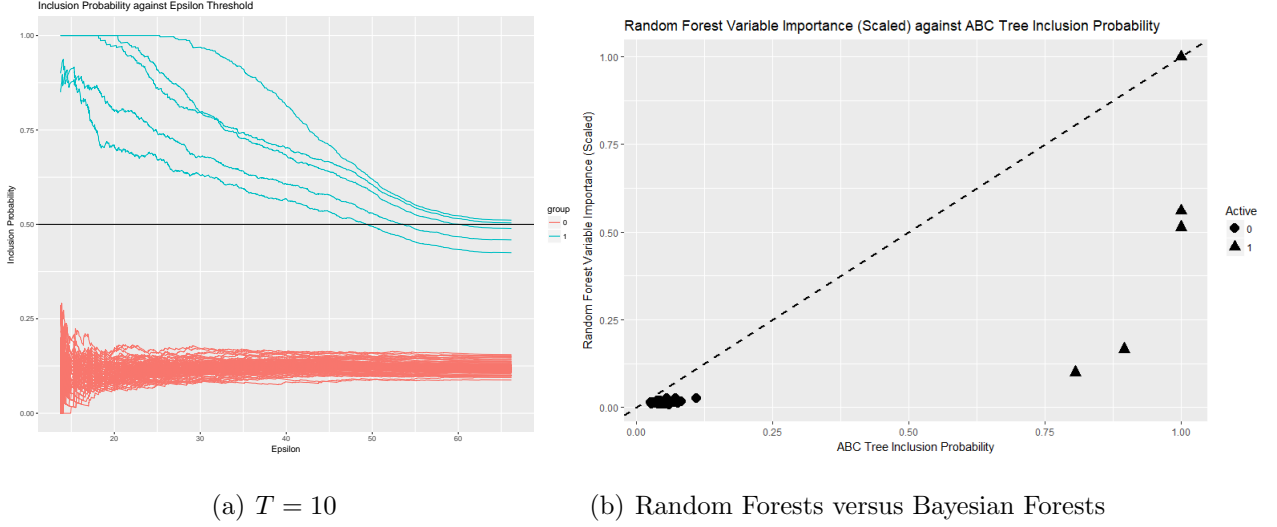 Inclusion Probability against Epsilon Threshold
1.00
0.75
0.50
0.25
0.00
Inclusion Probability
20
30
40
50
60
Epsilon
group
0
1
(a) T = 10
Random Forest Variable Importance (Scaled) against ABC Tree Inclusion Probability
1.00
0.75
0.50
0.25
0.00
Random Forest Variable Importance (Scaled)
0.00
0.25
0.50
0.75
1.00
ABC Tree Inclusion Probability
Active
0
1
(b) Random Forests versus Bayesian Forests